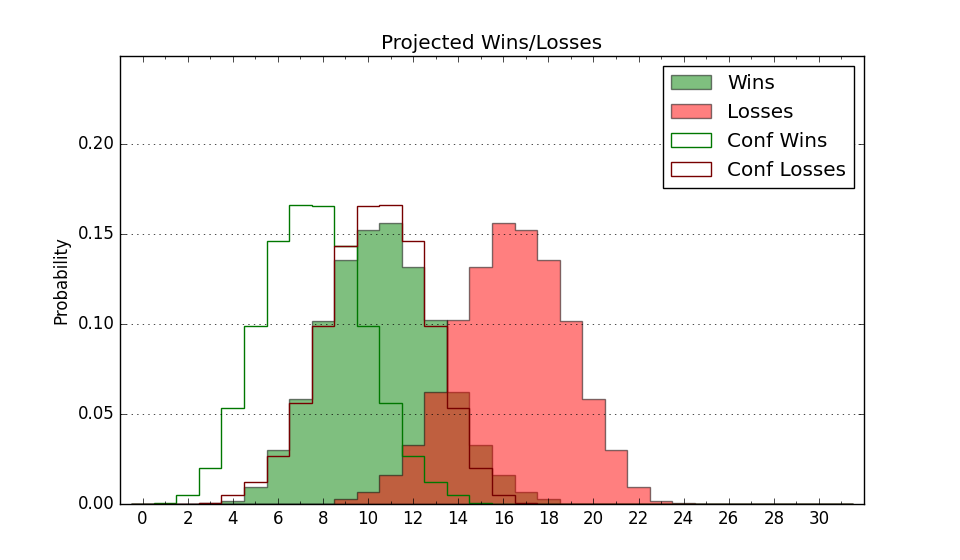 Projected Wins/Losses
Wins
Losses
Conf Wins
Conf Losses
Probability
0.20
0.15
0.10
0.05
0.00
0 2 4 6 8 10 12 14 16 18 20 22 24 26 28 30